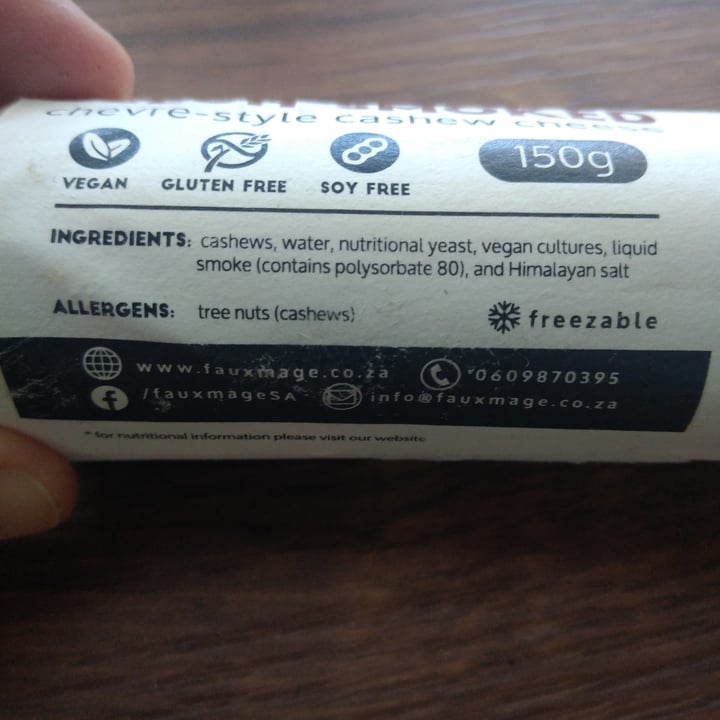 chevre-style cashew cheese
VEGAN GLUTEN FREE SOY FREE 150g
INGREDIENTS: cashews, water, nutritional yeast, vegan cultures, liquid
smoke (contains polysorbate 80), and Himalayan salt
ALLERGENS: tree nuts (cashews) freezable
www.fauxmage.co.za 0609870395
/fauxmageSA info@fauxmage.co.za
* for nutritional information please visit our website